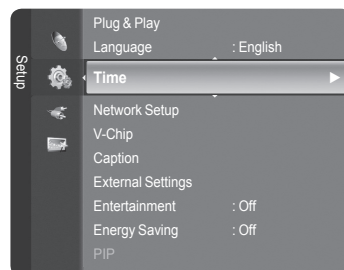 Setup
Plug & Play
Language : English
Time
Network Setup
V-Chip
Caption
External Settings
Entertainment : Off
Energy Saving : Off
PIP